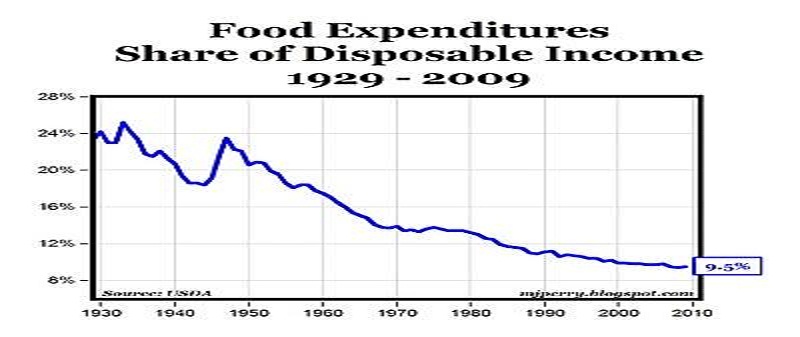 Food Expenditures
Share of Disposable Income
1929 - 2009
28%
24%
20%
16%
12%
8%
9.5%
Source: USDA
mjperry.blogspot.com
1930 1940 1950 1960 1970 1980 1990 2000 2010